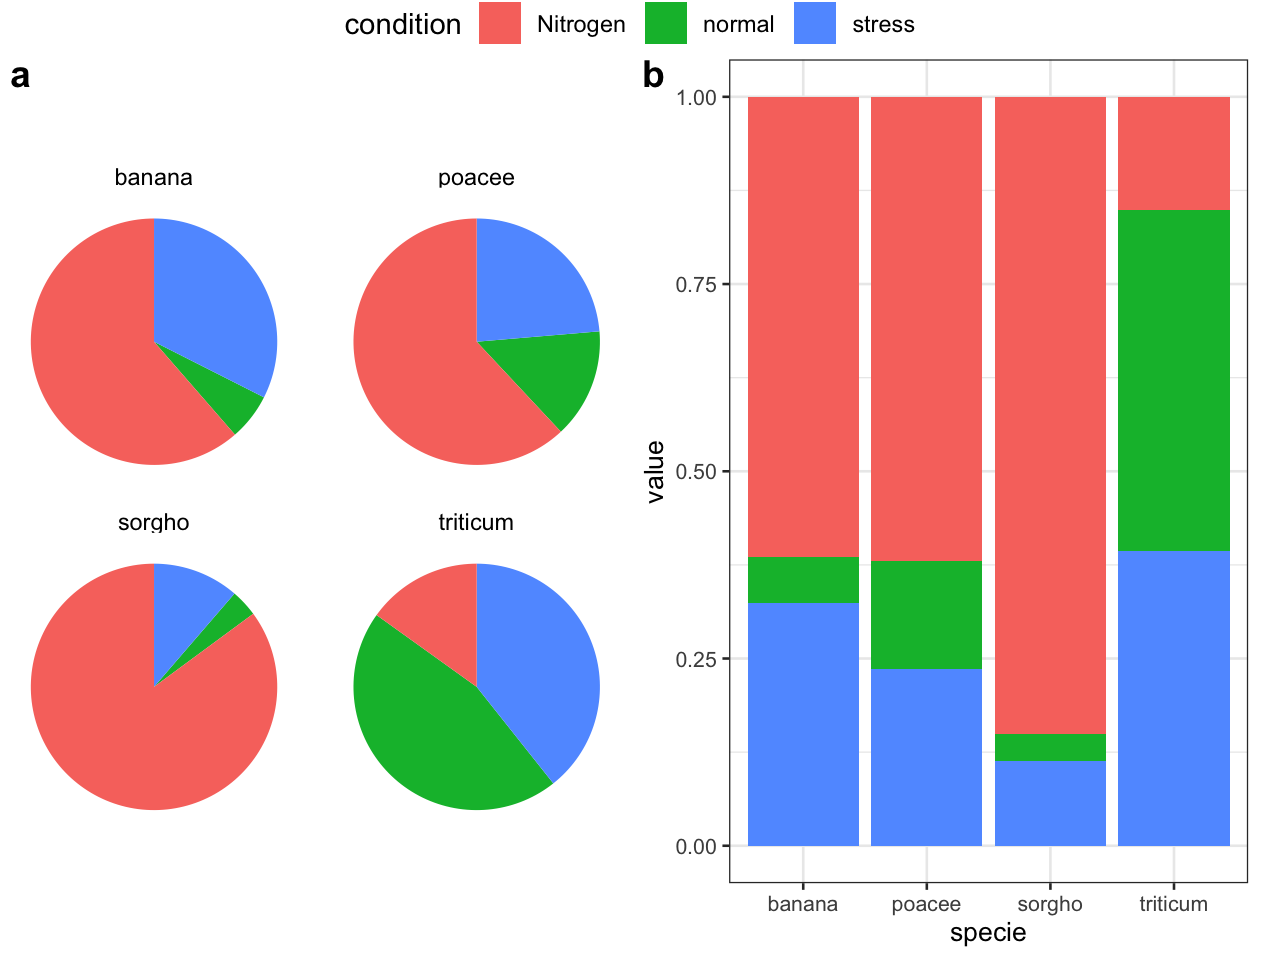 condition Nitrogen normal stress
a
banana poacee
sorgho triticum
b
1.00
0.75
0.50
0.25
0.00
value
banana poacee sorgho triticum
specie